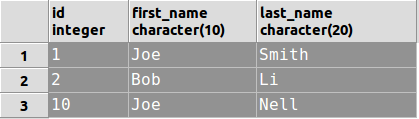 id first_name last_name
integer character(10) character(20)
1 1 Joe Smith
2 2 Bob Li
3 10 Joe Nell